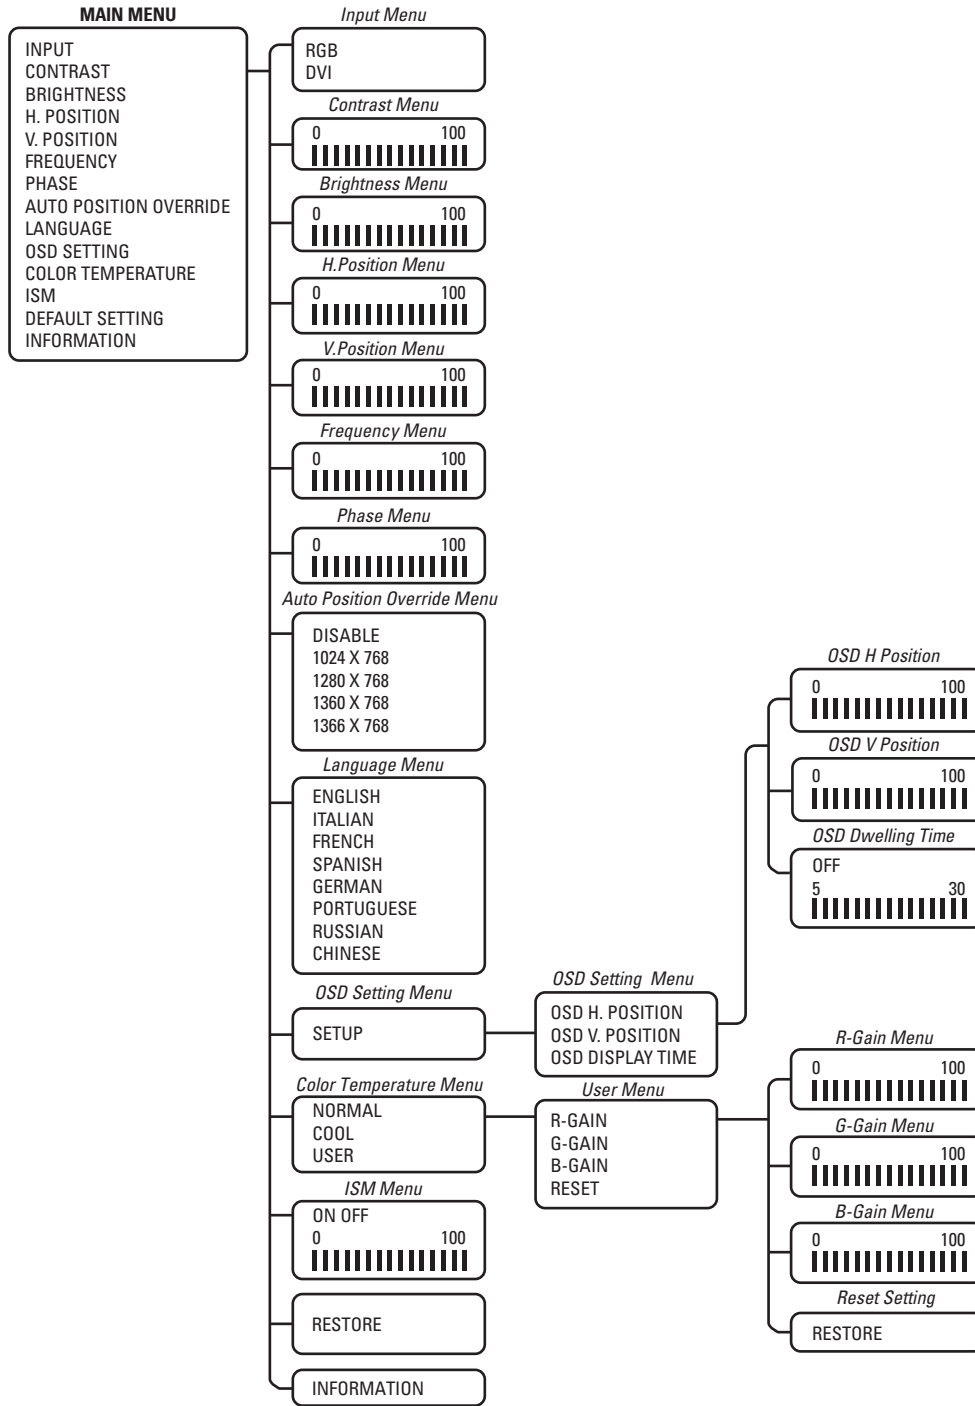 MAIN MENU
INPUT
CONTRAST
BRIGHTNESS
H. POSITION
V. POSITION
FREQUENCY
PHASE
AUTO POSITION OVERRIDE
LANGUAGE
OSD SETTING
COLOR TEMPERATURE
ISM
DEFAULT SETTING
INFORMATION
Input Menu
RGB
DVI
Contrast Menu
0 100
Brightness Menu
0 100
H.Position Menu
0 100
V.Position Menu
0 100
Frequency Menu
0 100
Phase Menu
0 100
Auto Position Override Menu
DISABLE
1024 X 768
1280 X 768
1360 X 768
1366 X 768
Language Menu
ENGLISH
ITALIAN
FRENCH
SPANISH
GERMAN
PORTUGUESE
RUSSIAN
CHINESE
OSD Setting Menu
SETUP
Color Temperature Menu
NORMAL
COOL
USER
ISM Menu
ON OFF
0 100
RESTORE
INFORMATION
OSD Setting Menu
OSD H. POSITION
OSD V. POSITION
OSD DISPLAY TIME
User Menu
R-GAIN
G-GAIN
B-GAIN
RESET
OSD H Position
0 100
OSD V Position
0 100
OSD Dwelling Time
OFF
5 30
R-Gain Menu
0 100
G-Gain Menu
0 100
B-Gain Menu
0 100
Reset Setting
RESTORE